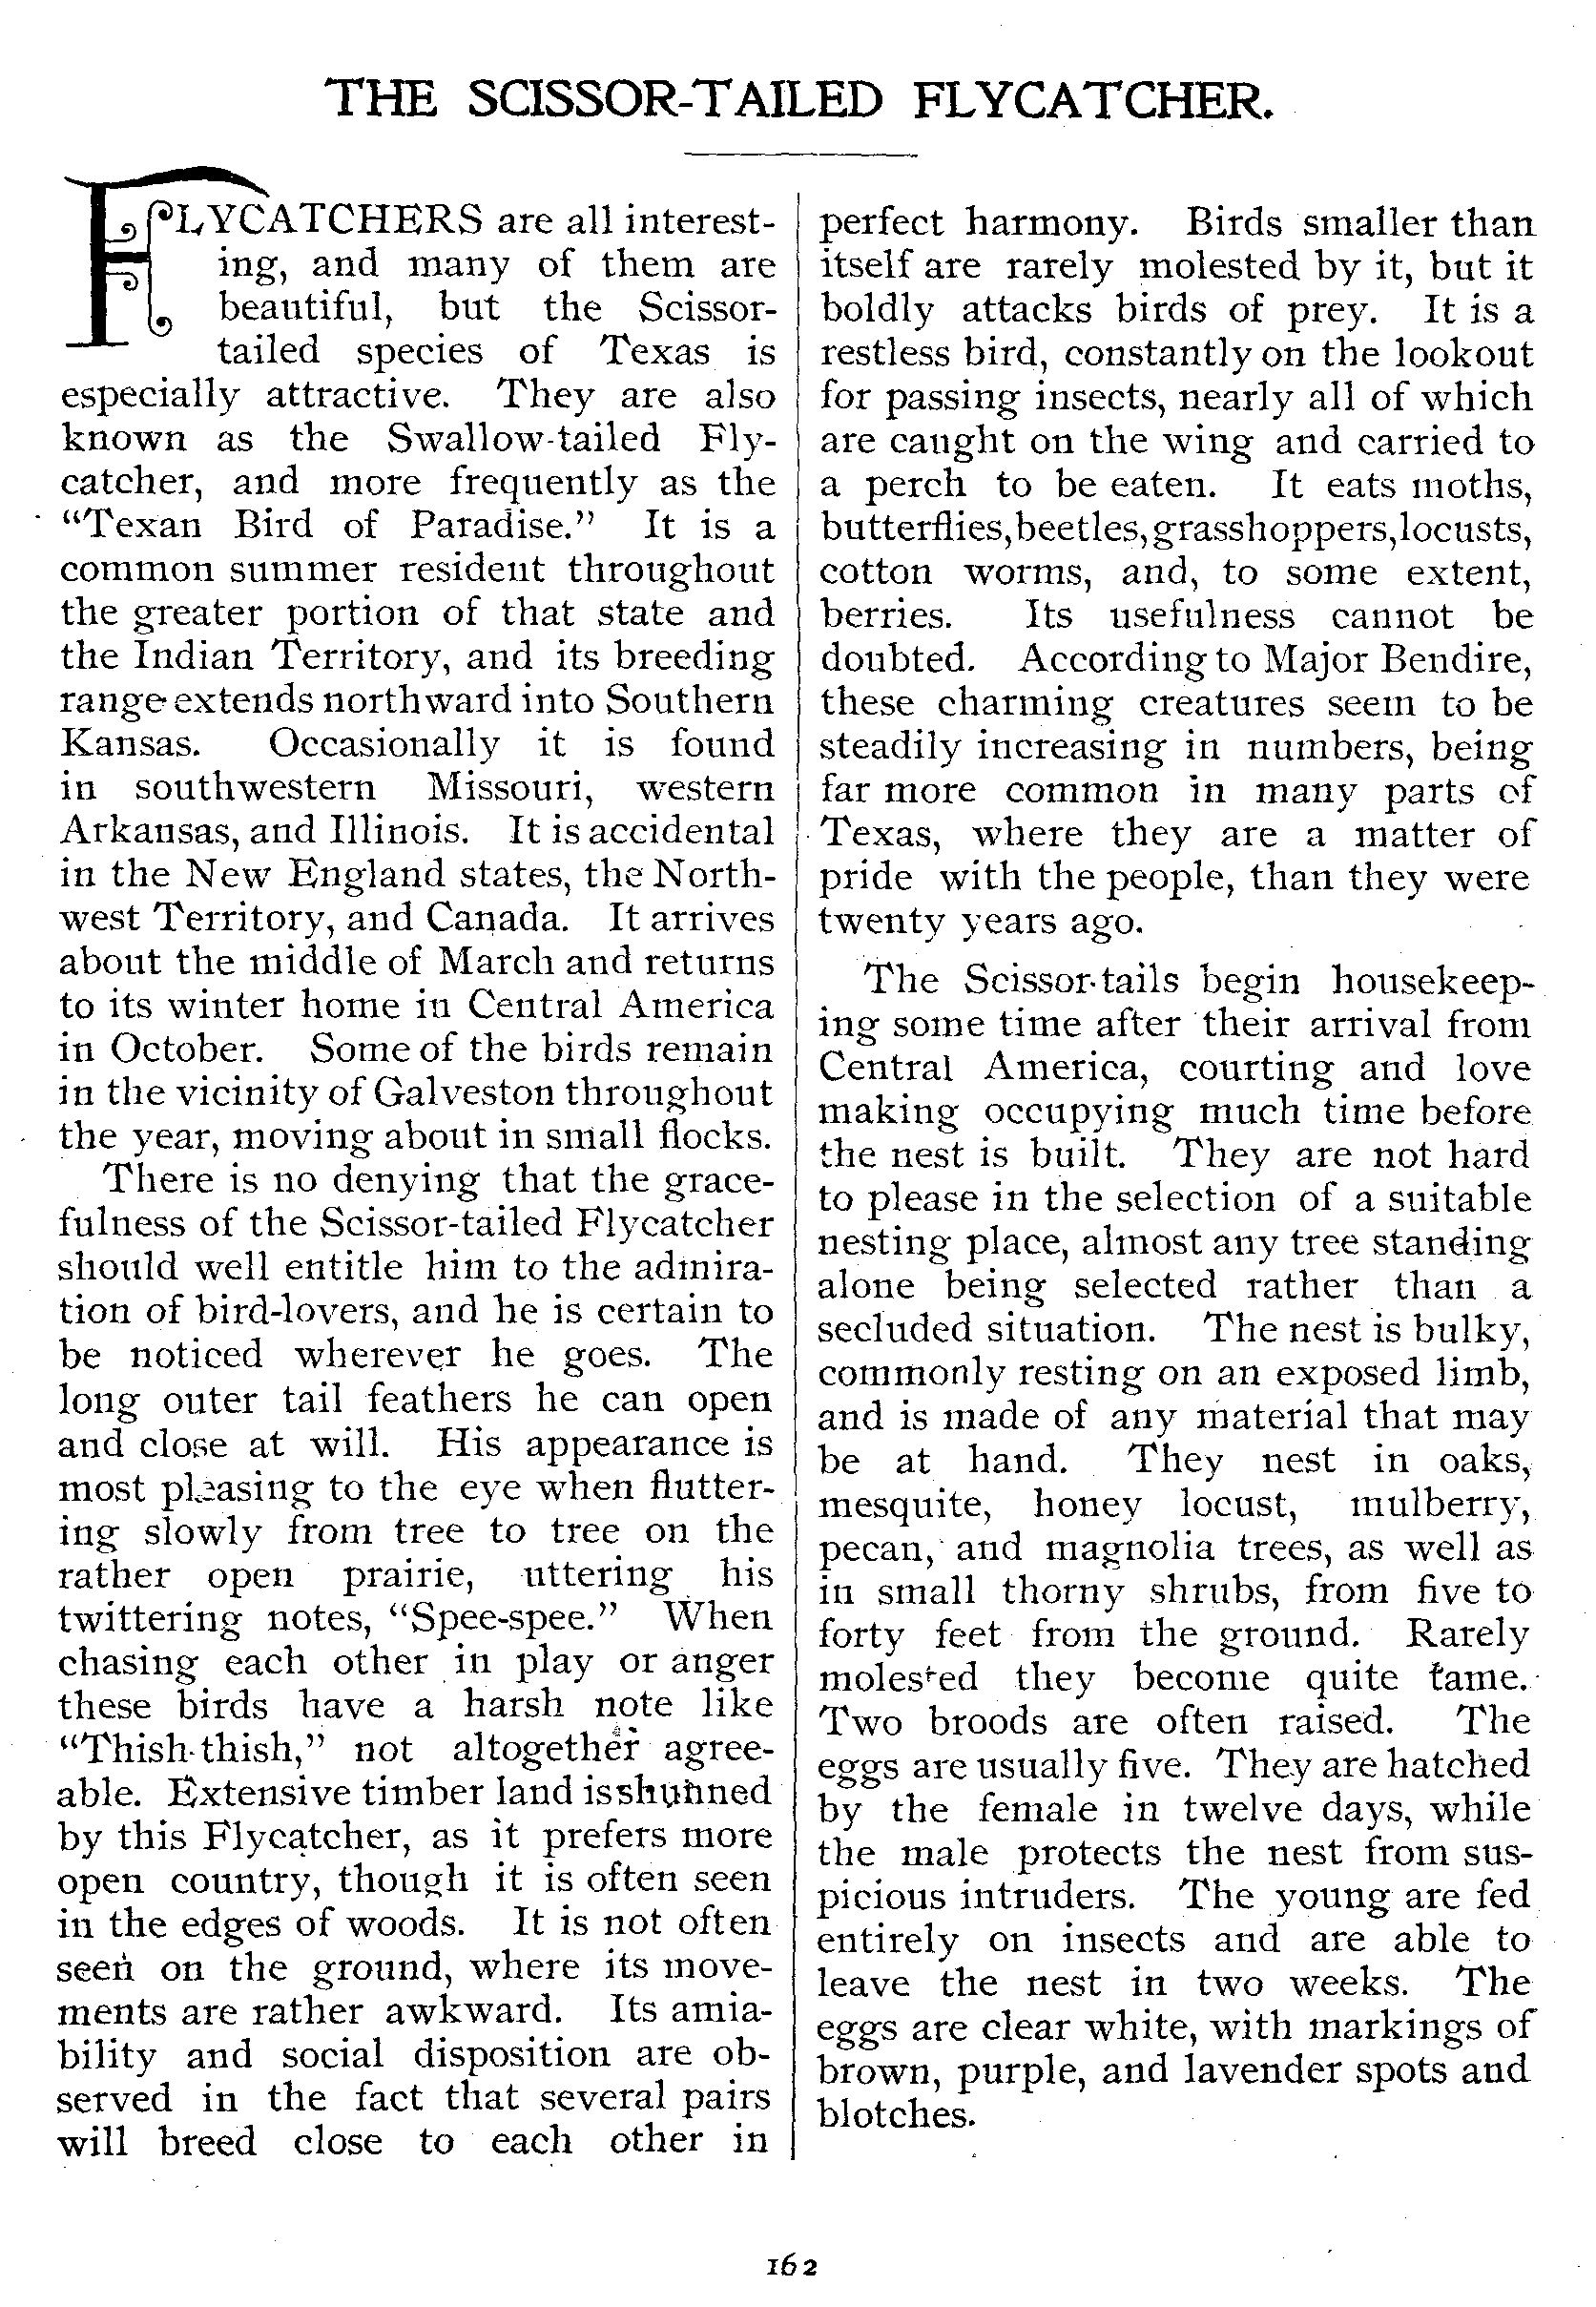 THE SCISSOR-TAILED FLYCATCHER.
FLYCATCHERS are all interest-
ing, and many of them are
beautiful, but the Scissor-
tailed species of Texas is
especially attractive. They are also
known as the Swallow-tailed Fly-
catcher, and more frequently as the
"Texan Bird of Paradise." It is a
common summer resident throughout
the greater portion of that state and
the Indian Territory, and its breeding
range extends northward into Southern
Kansas. Occasionally it is found
in southwestern Missouri, western
Arkansas, and Illinois. It is accidental
in the New England states, the North-
west Territory, and Canada. It arrives
about the middle of March and returns
to its winter home in Central America
in October. Some of the birds remain
in the vicinity of Galveston throughout
the year, moving about in small flocks.
There is no denying that the grace-
fulness of the Scissor-tailed Flycatcher
should well entitle him to the admira-
tion of bird-lovers, and he is certain to
be noticed wherever he goes. The
long outer tail feathers he can open
and close at will. His appearance is
most pleasing to the eye when flutter-
ing slowly from tree to tree on the
rather open prairie, uttering his
twittering notes, "Spee-spee." When
chasing each other in play or anger
these birds have a harsh note like
"Thish-thish," not altogether agree-
able. Extensive timber land is shunned
by this Flycatcher, as it prefers more
open country, though it is often seen
in the edges of woods. It is not often
seen on the ground, where its move-
ments are rather awkward. Its amia-
bility and social disposition are ob-
served in the fact that several pairs
will breed close to each other in
perfect harmony. Birds smaller than
itself are rarely molested by it, but it
boldly attacks birds of prey. It is a
restless bird, constantly on the lookout
for passing insects, nearly all of which
are caught on the wing and carried to
a perch to be eaten. It eats moths,
butterflies, beetles, grasshoppers, locusts,
cotton worms, and, to some extent,
berries. Its usefulness cannot be
doubted. According to Major Bendire,
these charming creatures seem to be
steadily increasing in numbers, being
far more common in many parts of
Texas, where they are a matter of
pride with the people, than they were
twenty years ago.
The Scissor-tails begin housekeep-
ing some time after their arrival from
Central America, courting and love
making occupying much time before
the nest is built. They are not hard
to please in the selection of a suitable
nesting place, almost any tree standing
alone being selected rather than a
secluded situation. The nest is bulky,
commonly resting on an exposed limb,
and is made of any material that may
be at hand. They nest in oaks,
mesquite, honey locust, mulberry,
pecan, and magnolia trees, as well as
in small thorny shrubs, from five to
forty feet from the ground. Rarely
molested they become quite tame.
Two broods are often raised. The
eggs are usually five. They are hatched
by the female in twelve days, while
the male protects the nest from sus-
picious intruders. The young are fed
entirely on insects and are able to
leave the nest in two weeks. The
eggs are clear white, with markings of
brown, purple, and lavender spots and
blotches.
162